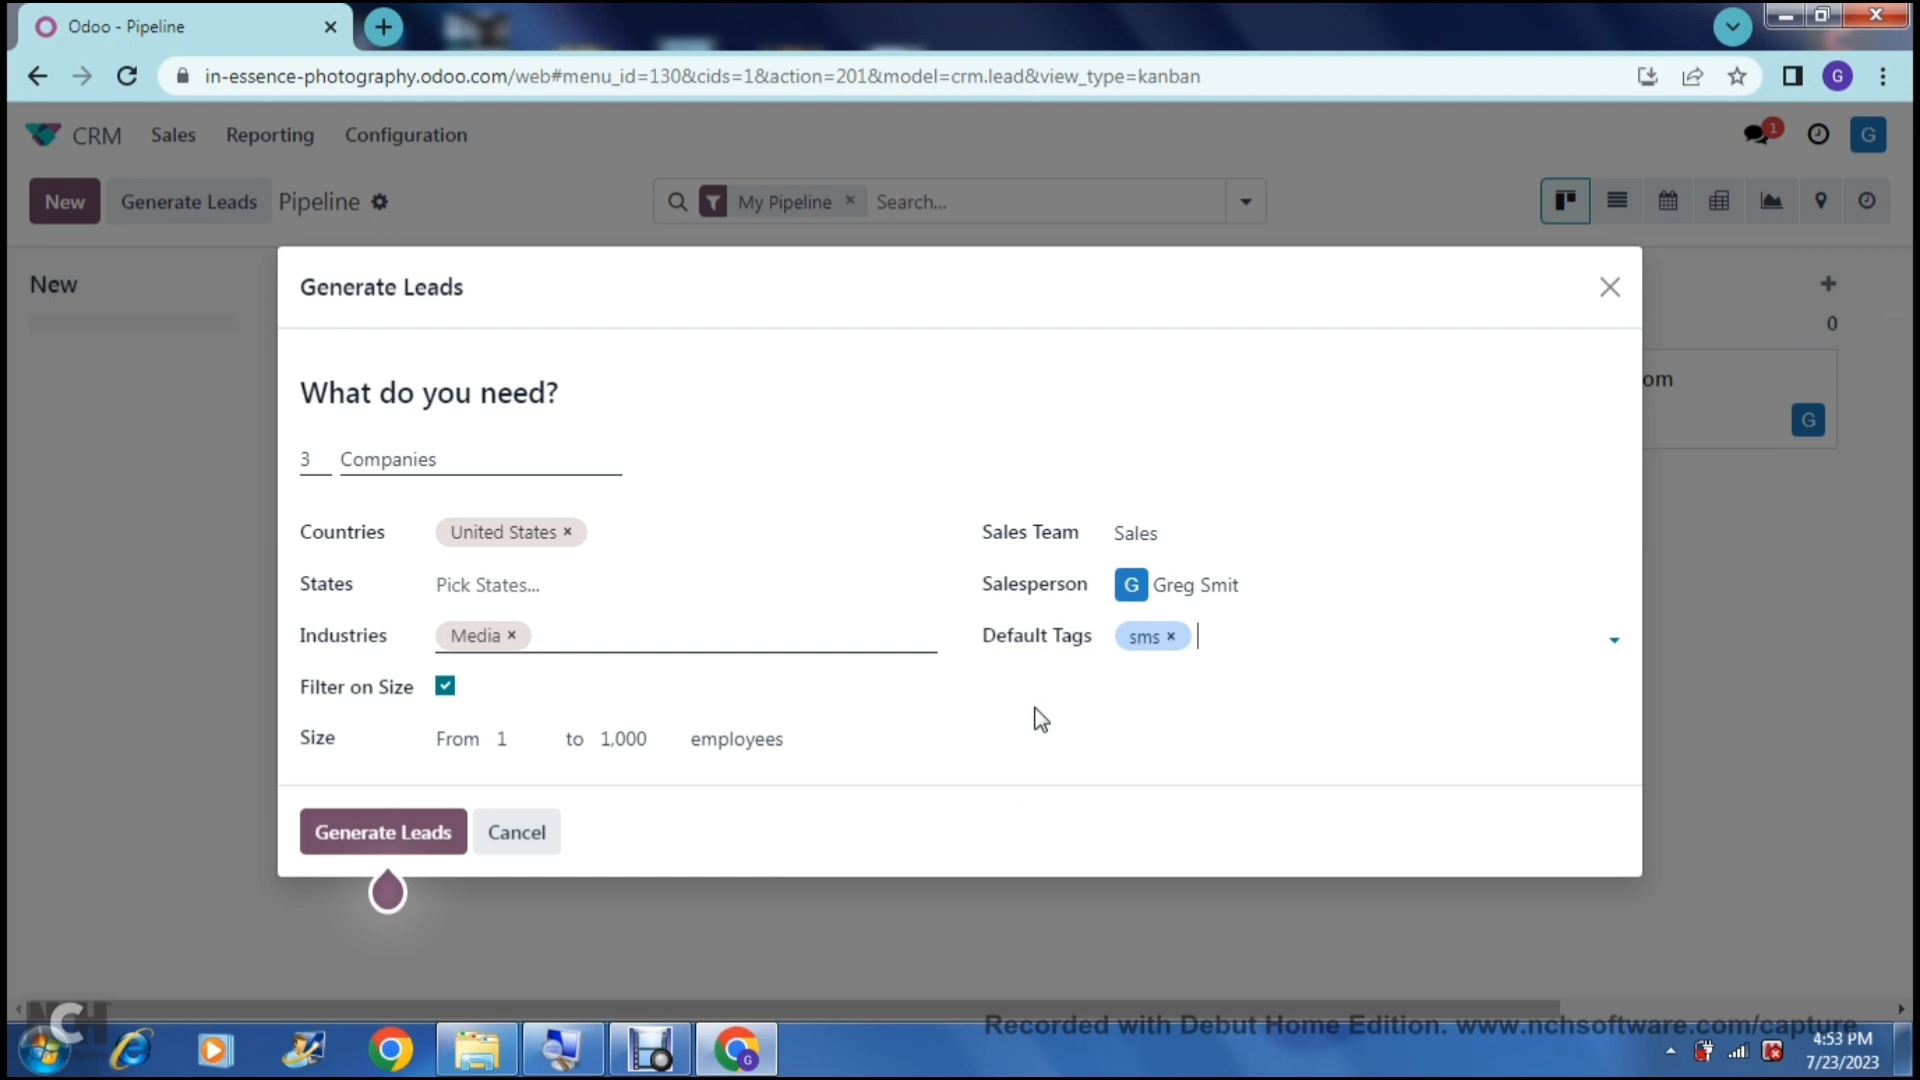 Odoo - Pipeline
in-essence-photography.odoo.com/web#menu_id=130&cids=1&action=201&model=crm.lead&view_type=kanban
G
CRM Sales Reporting Configuration
1
G
New Generate Leads Pipeline
My Pipeline × Search...
New
Generate Leads
0
What do you need?
om
G
3 Companies
Countries United States ×
Sales Team Sales
States Pick States...
Salesperson G Greg Smit
Industries Media ×
Default Tags sms ×
Filter on Size
Size From 1 to 1,000 employees
Generate Leads Cancel
NCH
Recorded with Debut Home Edition. www.nchsoftware.com/capture
G
4:53 PM
7/23/2023